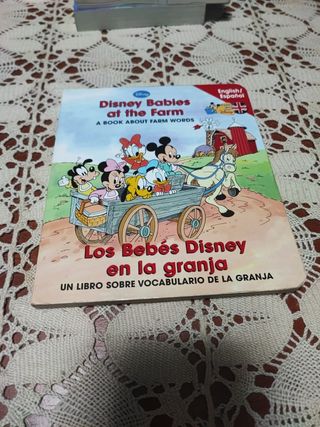 Disney
Disney Babies
at the Farm
A BOOK ABOUT FARM WORDS
English/
Español
Los Bebés Disney
en la granja
UN LIBRO SOBRE VOCABULARIO DE LA GRANJA